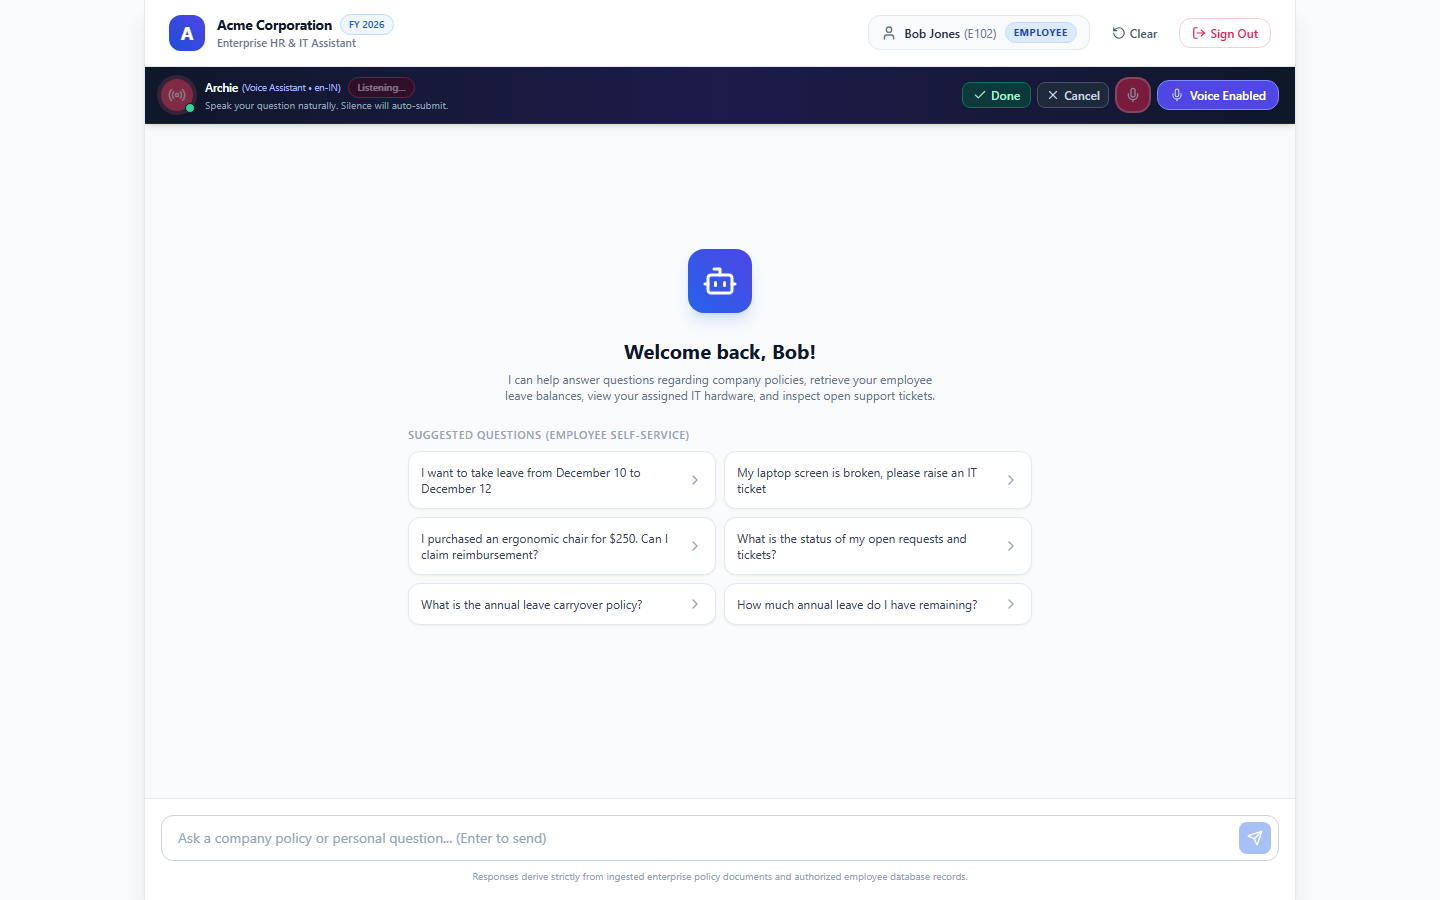 A
Acme Corporation FY 2026
Enterprise HR & IT Assistant
Bob Jones (E102) EMPLOYEE
Clear
Sign Out
Archie (Voice Assistant • en-IN) Listening...
Speak your question naturally. Silence will auto-submit.
Done
Cancel
Voice Enabled
Welcome back, Bob!
I can help answer questions regarding company policies, retrieve your employee
leave balances, view your assigned IT hardware, and inspect open support tickets.
SUGGESTED QUESTIONS (EMPLOYEE SELF-SERVICE)
I want to take leave from December 10 to
December 12
My laptop screen is broken, please raise an IT
ticket
I purchased an ergonomic chair for $250. Can I
claim reimbursement?
What is the status of my open requests and
tickets?
What is the annual leave carryover policy?
How much annual leave do I have remaining?
Ask a company policy or personal question... (Enter to send)
Responses derive strictly from ingested enterprise policy documents and authorized employee database records.